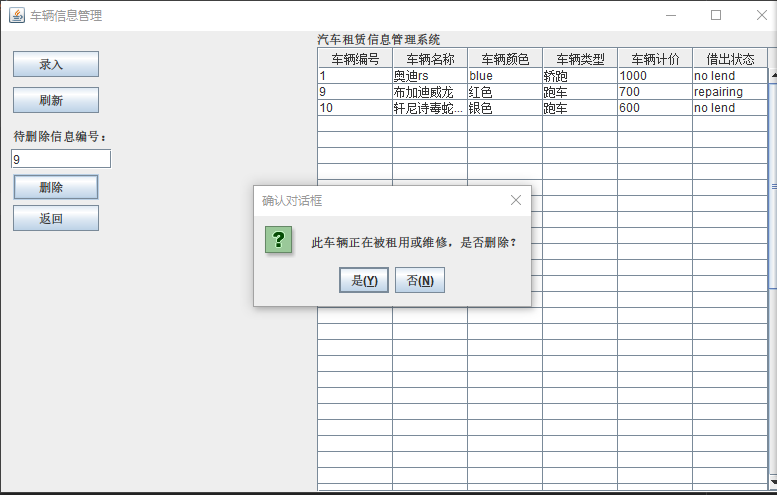 车辆信息管理
录入
刷新
待删除信息编号：
9
删除
返回
汽车租赁信息管理系统
车辆编号 车辆名称 车辆颜色 车辆类型 车辆计价 借出状态
1 奥迪rs blue 轿跑 1000 no lend
9 布加迪威龙 红色 跑车 700 repairing
10 轩尼诗毒蛇... 银色 跑车 600 no lend
确认对话框
此车辆正在被租用或维修，是否删除？
是(Y) 否(N)